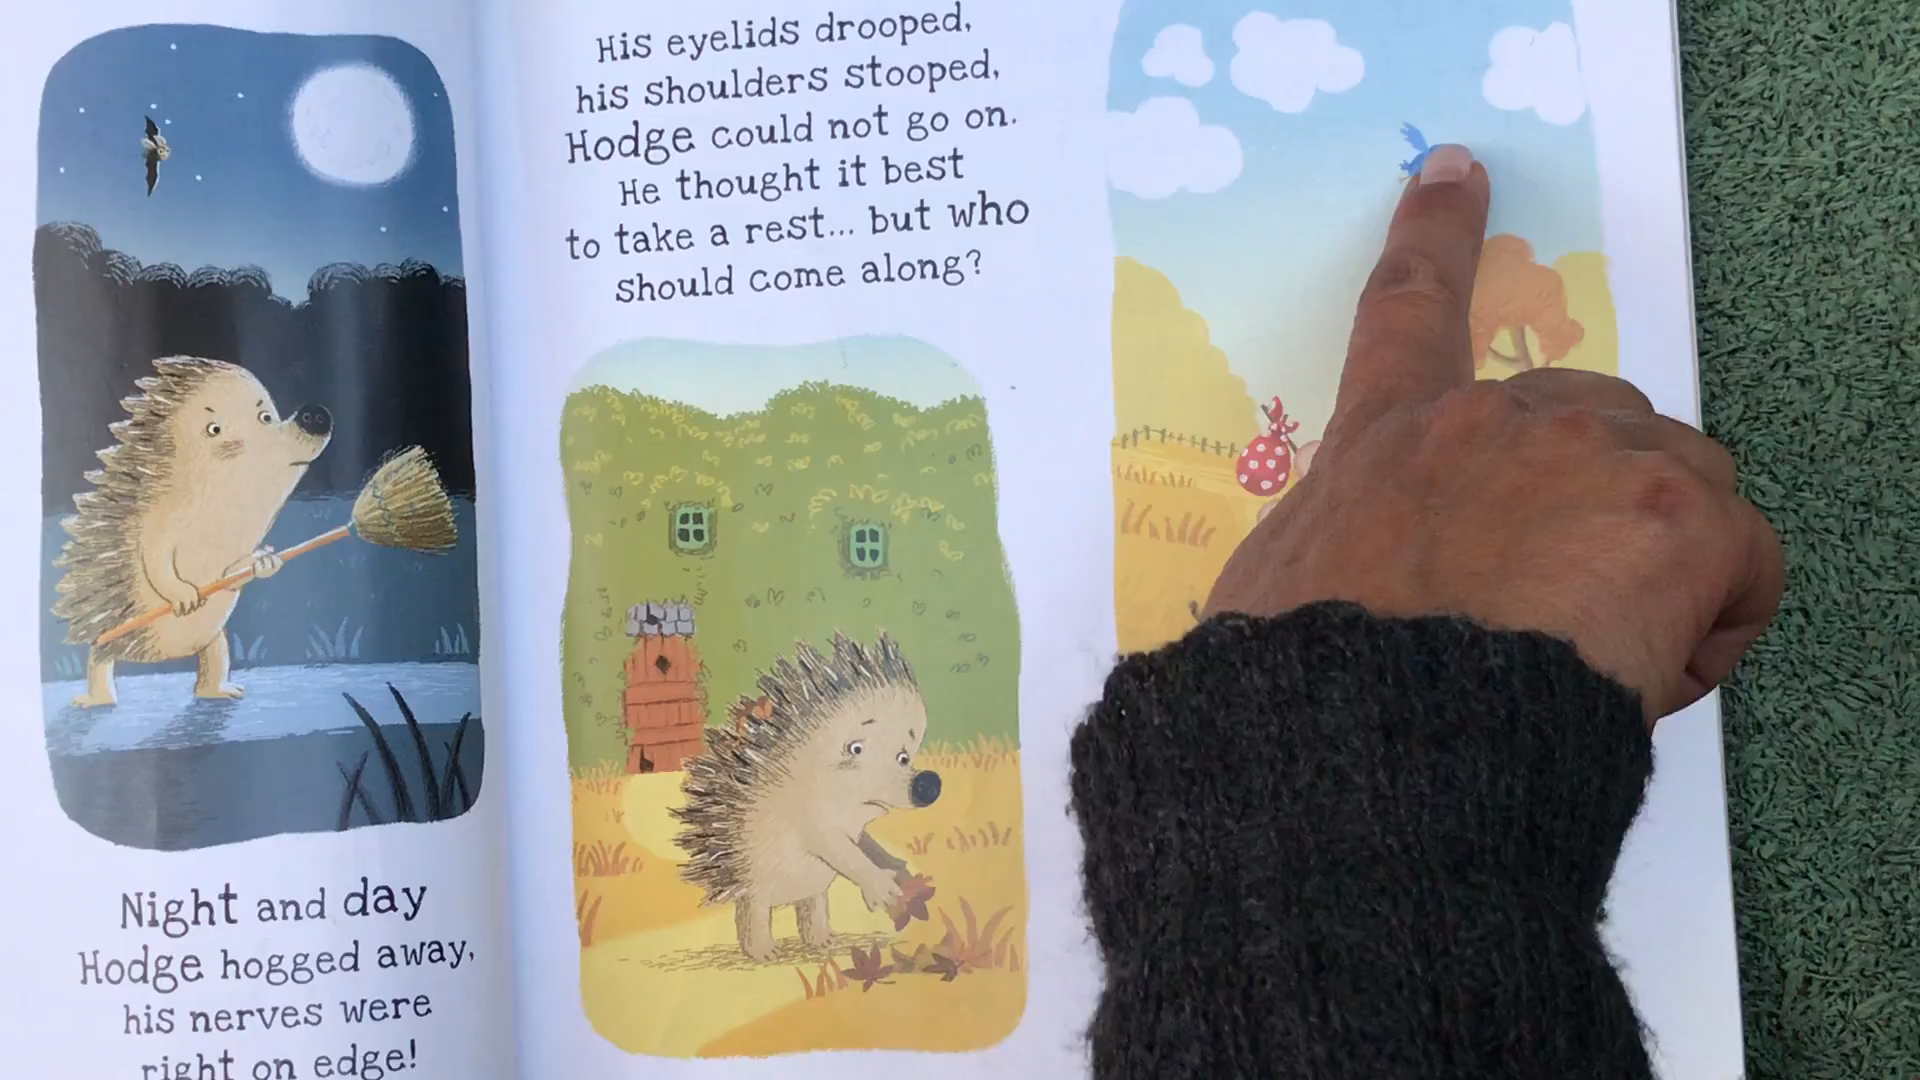 Night and day
Hodge hogged away,
his nerves were
right on edge!
His eyelids drooped,
his shoulders stooped,
Hodge could not go on.
He thought it best
to take a rest... but who
should come along?